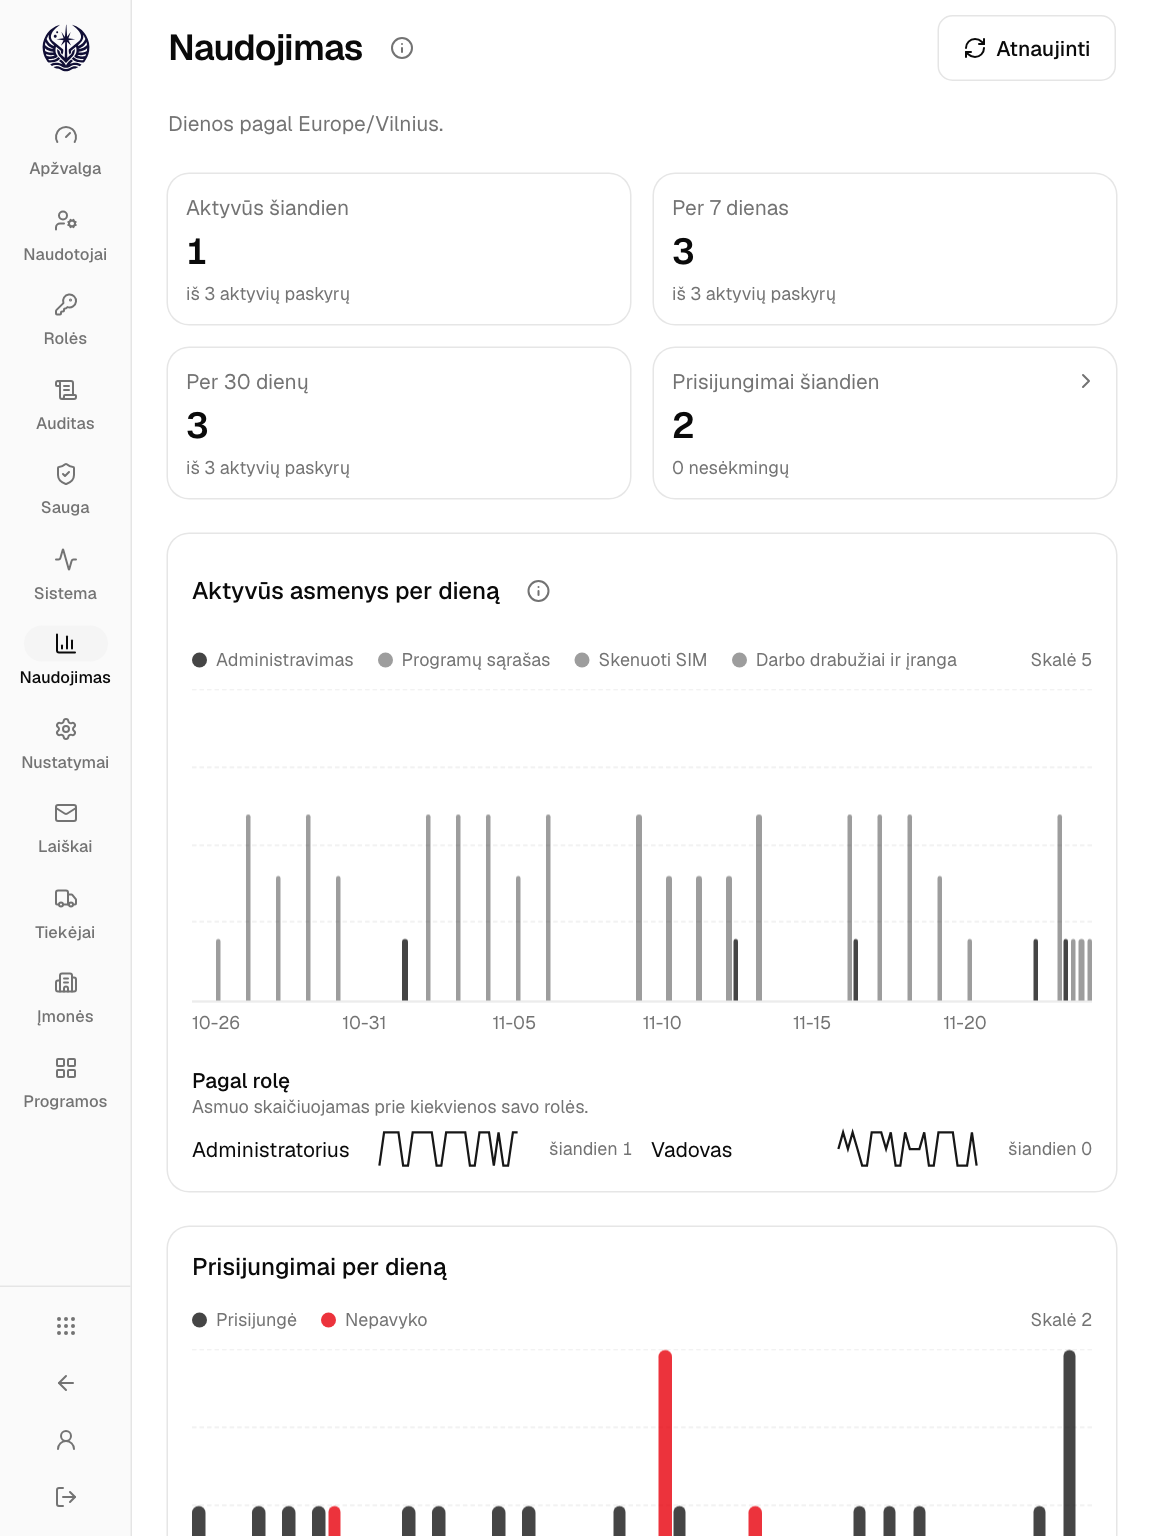 Naudojimas
Atnaujinti
Dienos pagal Europe/Vilnius.
Apžvalga
Naudotojai
Rolės
Auditas
Sauga
Sistema
Naudojimas
Nustatymai
Laiškai
Tiekėjai
Įmonės
Programos
Aktyvūs šiandien
1
iš 3 aktyvių paskyrų
Per 7 dienas
3
iš 3 aktyvių paskyrų
Per 30 dienų
3
iš 3 aktyvių paskyrų
Prisijungimai šiandien
2
0 nesėkmingų
Aktyvūs asmenys per dieną
Administravimas Programų sąrašas Skenuoti SIM Darbo drabužiai ir įranga Skalė 5
10-26 10-31 11-05 11-10 11-15 11-20
Pagal rolę
Asmuo skaičiuojamas prie kiekvienos savo rolės.
Administratorius šiandien 1 Vadovas šiandien 0
Prisijungimai per dieną
Prisijungė Nepavyko Skalė 2